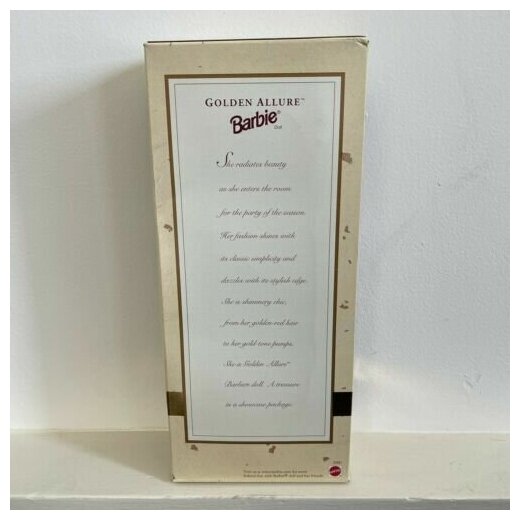 GOLDEN ALLURE™
Barbie®
Doll
She radiates beauty
as she enters the room
for the party of the season.
Her fashion shines with
its classic simplicity and
dazzles with its stylish edge.
She is shimmery chic,
from her golden-red hair
to her gold-tone pumps.
She is Golden Allure™
Barbie® doll. A treasure
in a showcase package.